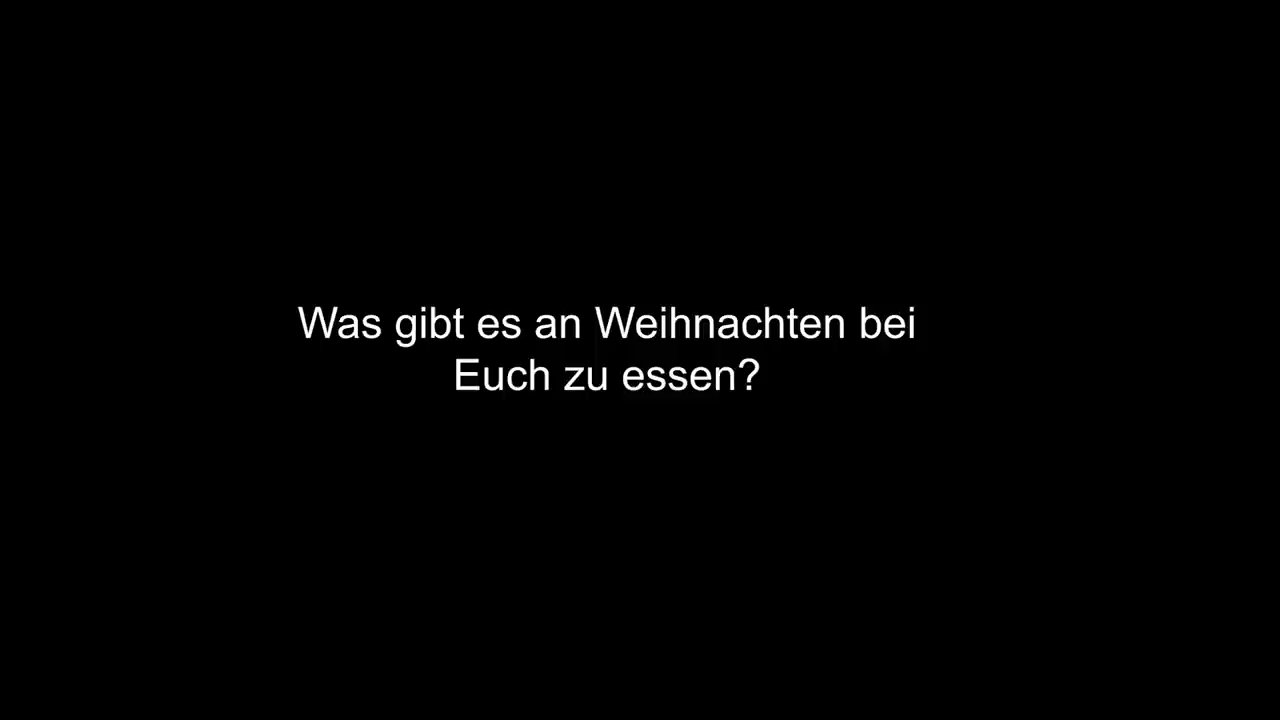 Was gibt es an Weihnachten bei
Euch zu essen?